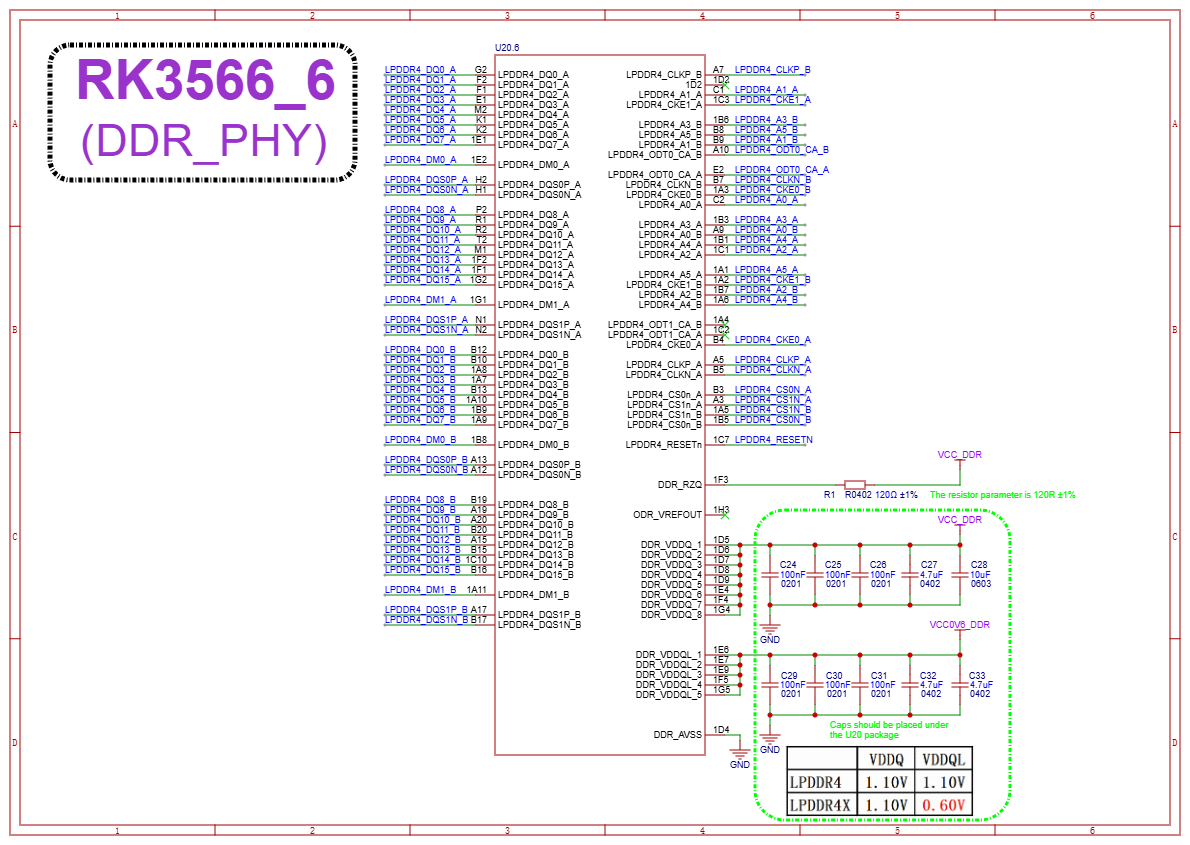 1 2 3 4 5 6
U20.6
RK3566_6
(DDR_PHY)
A
B
C
D
LPDDR4_DQ0_A G2 LPDDR4_DQ0_A
LPDDR4_DQ1_A F2 LPDDR4_DQ1_A
LPDDR4_DQ2_A F1 LPDDR4_DQ2_A
LPDDR4_DQ3_A E1 LPDDR4_DQ3_A
LPDDR4_DQ4_A M2 LPDDR4_DQ4_A
LPDDR4_DQ5_A K1 LPDDR4_DQ5_A
LPDDR4_DQ6_A K2 LPDDR4_DQ6_A
LPDDR4_DQ7_A 1E1 LPDDR4_DQ7_A
LPDDR4_DM0_A 1E2 LPDDR4_DM0_A
LPDDR4_DQS0P_A H2 LPDDR4_DQS0P_A
LPDDR4_DQS0N_A H1 LPDDR4_DQS0N_A
LPDDR4_DQ8_A P2 LPDDR4_DQ8_A
LPDDR4_DQ9_A R1 LPDDR4_DQ9_A
LPDDR4_DQ10_A R2 LPDDR4_DQ10_A
LPDDR4_DQ11_A T2 LPDDR4_DQ11_A
LPDDR4_DQ12_A M1 LPDDR4_DQ12_A
LPDDR4_DQ13_A 1F2 LPDDR4_DQ13_A
LPDDR4_DQ14_A 1F1 LPDDR4_DQ14_A
LPDDR4_DQ15_A 1G2 LPDDR4_DQ15_A
LPDDR4_DM1_A 1G1 LPDDR4_DM1_A
LPDDR4_DQS1P_A N1 LPDDR4_DQS1P_A
LPDDR4_DQS1N_A N2 LPDDR4_DQS1N_A
LPDDR4_DQ0_B B12 LPDDR4_DQ0_B
LPDDR4_DQ1_B B10 LPDDR4_DQ1_B
LPDDR4_DQ2_B 1A8 LPDDR4_DQ2_B
LPDDR4_DQ3_B 1A7 LPDDR4_DQ3_B
LPDDR4_DQ4_B B13 LPDDR4_DQ4_B
LPDDR4_DQ5_B 1A10 LPDDR4_DQ5_B
LPDDR4_DQ6_B 1B9 LPDDR4_DQ6_B
LPDDR4_DQ7_B 1A9 LPDDR4_DQ7_B
LPDDR4_DM0_B 1B8 LPDDR4_DM0_B
LPDDR4_DQS0P_B A13 LPDDR4_DQS0P_B
LPDDR4_DQS0N_B A12 LPDDR4_DQS0N_B
LPDDR4_DQ8_B B19 LPDDR4_DQ8_B
LPDDR4_DQ9_B A19 LPDDR4_DQ9_B
LPDDR4_DQ10_B A20 LPDDR4_DQ10_B
LPDDR4_DQ11_B B20 LPDDR4_DQ11_B
LPDDR4_DQ12_B A15 LPDDR4_DQ12_B
LPDDR4_DQ13_B B15 LPDDR4_DQ13_B
LPDDR4_DQ14_B 1C10 LPDDR4_DQ14_B
LPDDR4_DQ15_B B16 LPDDR4_DQ15_B
LPDDR4_DM1_B 1A11 LPDDR4_DM1_B
LPDDR4_DQS1P_B A17 LPDDR4_DQS1P_B
LPDDR4_DQS1N_B B17 LPDDR4_DQS1N_B
LPDDR4_CLKP_B A7 LPDDR4_CLKP_B
1D2 1D2
LPDDR4_A1_A C1 LPDDR4_A1_A
LPDDR4_CKE1_A 1C3 LPDDR4_CKE1_A
LPDDR4_A3_B 1B6 LPDDR4_A3_B
LPDDR4_A5_B B8 LPDDR4_A5_B
LPDDR4_A1_B B9 LPDDR4_A1_B
LPDDR4_ODT0_CA_B A10 LPDDR4_ODT0_CA_B
LPDDR4_ODT0_CA_A E2 LPDDR4_ODT0_CA_A
LPDDR4_CLKN_B B7 LPDDR4_CLKN_B
LPDDR4_CKE0_B 1A3 LPDDR4_CKE0_B
LPDDR4_A0_A C2 LPDDR4_A0_A
LPDDR4_A3_A 1B3 LPDDR4_A3_A
LPDDR4_A0_B A9 LPDDR4_A0_B
LPDDR4_A4_A 1B1 LPDDR4_A4_A
LPDDR4_A2_A 1C1 LPDDR4_A2_A
LPDDR4_A5_A 1A1 LPDDR4_A5_A
LPDDR4_CKE1_B 1A2 LPDDR4_CKE1_B
LPDDR4_A2_B 1B7 LPDDR4_A2_B
LPDDR4_A4_B 1A6 LPDDR4_A4_B
LPDDR4_ODT1_CA_B 1A4
LPDDR4_ODT1_CA_A 1C2
LPDDR4_CKE0_A B4 LPDDR4_CKE0_A
LPDDR4_CLKP_A A5 LPDDR4_CLKP_A
LPDDR4_CLKN_A B5 LPDDR4_CLKN_A
LPDDR4_CS0n_A B3 LPDDR4_CS0N_A
LPDDR4_CS1n_A A3 LPDDR4_CS1N_A
LPDDR4_CS1n_B 1A5 LPDDR4_CS1N_B
LPDDR4_CS0n_B 1B5 LPDDR4_CS0N_B
LPDDR4_RESETn 1C7 LPDDR4_RESETN
VCC_DDR
DDR_RZQ 1F3
R1 R0402 120Ω ±1% The resistor parameter is 120R ±1%
ODR_VREFOUT 1H3
VCC_DDR
DDR_VDDQ_1 1D5
DDR_VDDQ_2 1D6
DDR_VDDQ_3 1D7
DDR_VDDQ_4 1D8
DDR_VDDQ_5 1D9
DDR_VDDQ_6 1E4
DDR_VDDQ_7 1F4
DDR_VDDQ_8 1G4
C24 C25 C26 C27 C28
100nF 100nF 100nF 4.7uF 10uF
0201 0201 0201 0402 0603
GND
VCC0V6_DDR
DDR_VDDQL_1 1E6
DDR_VDDQL_2 1E7
DDR_VDDQL_3 1E9
DDR_VDDQL_4 1F5
DDR_VDDQL_5 1G5
C29 C30 C31 C32 C33
100nF 100nF 100nF 4.7uF 4.7uF
0201 0201 0201 0402 0402
GND
Caps should be placed under
the U20 package
DDR_AVSS 1D4
GND
VDDQ VDDQL
LPDDR4 1.10V 1.10V
LPDDR4X 1.10V 0.60V
A
B
C
D
1 2 3 4 5 6